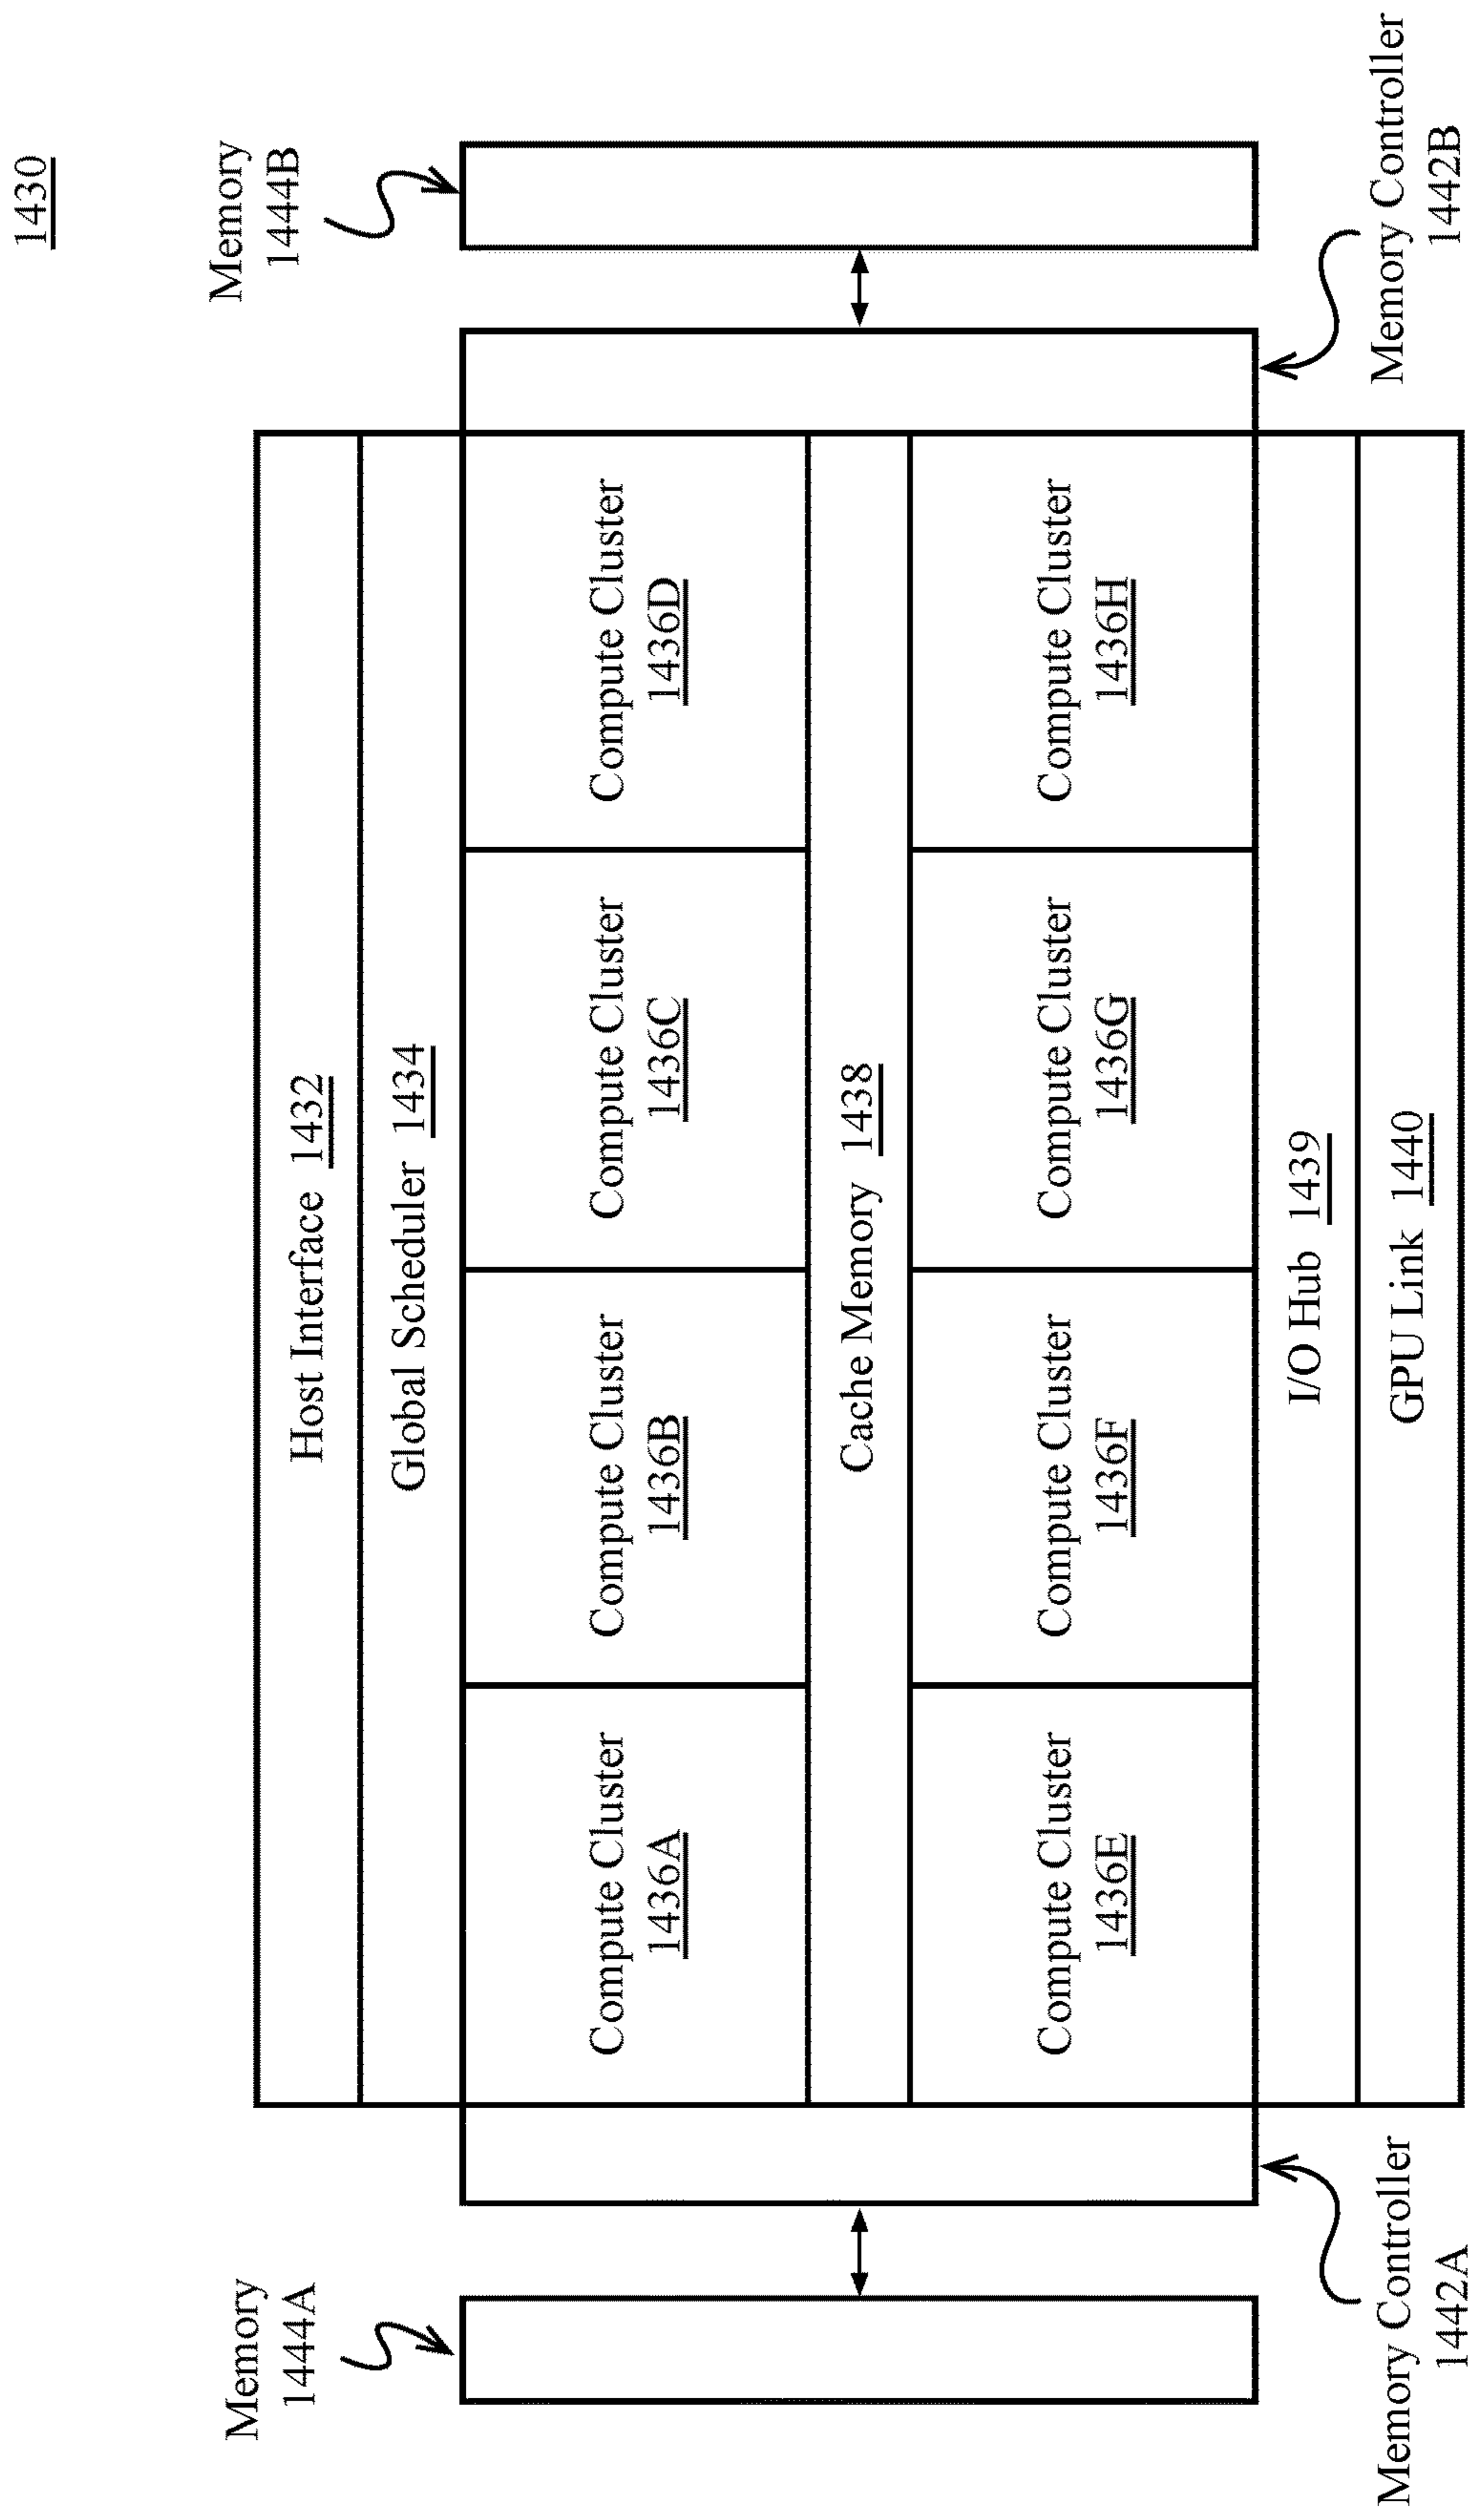 1430
Memory
1444A
Memory
1444B
Host Interface 1432
Global Scheduler 1434
Compute Cluster
1436A
Compute Cluster
1436B
Compute Cluster
1436C
Compute Cluster
1436D
Cache Memory 1438
Compute Cluster
1436E
Compute Cluster
1436F
Compute Cluster
1436G
Compute Cluster
1436H
I/O Hub 1439
GPU Link 1440
Memory Controller
1442A
Memory Controller
1442B